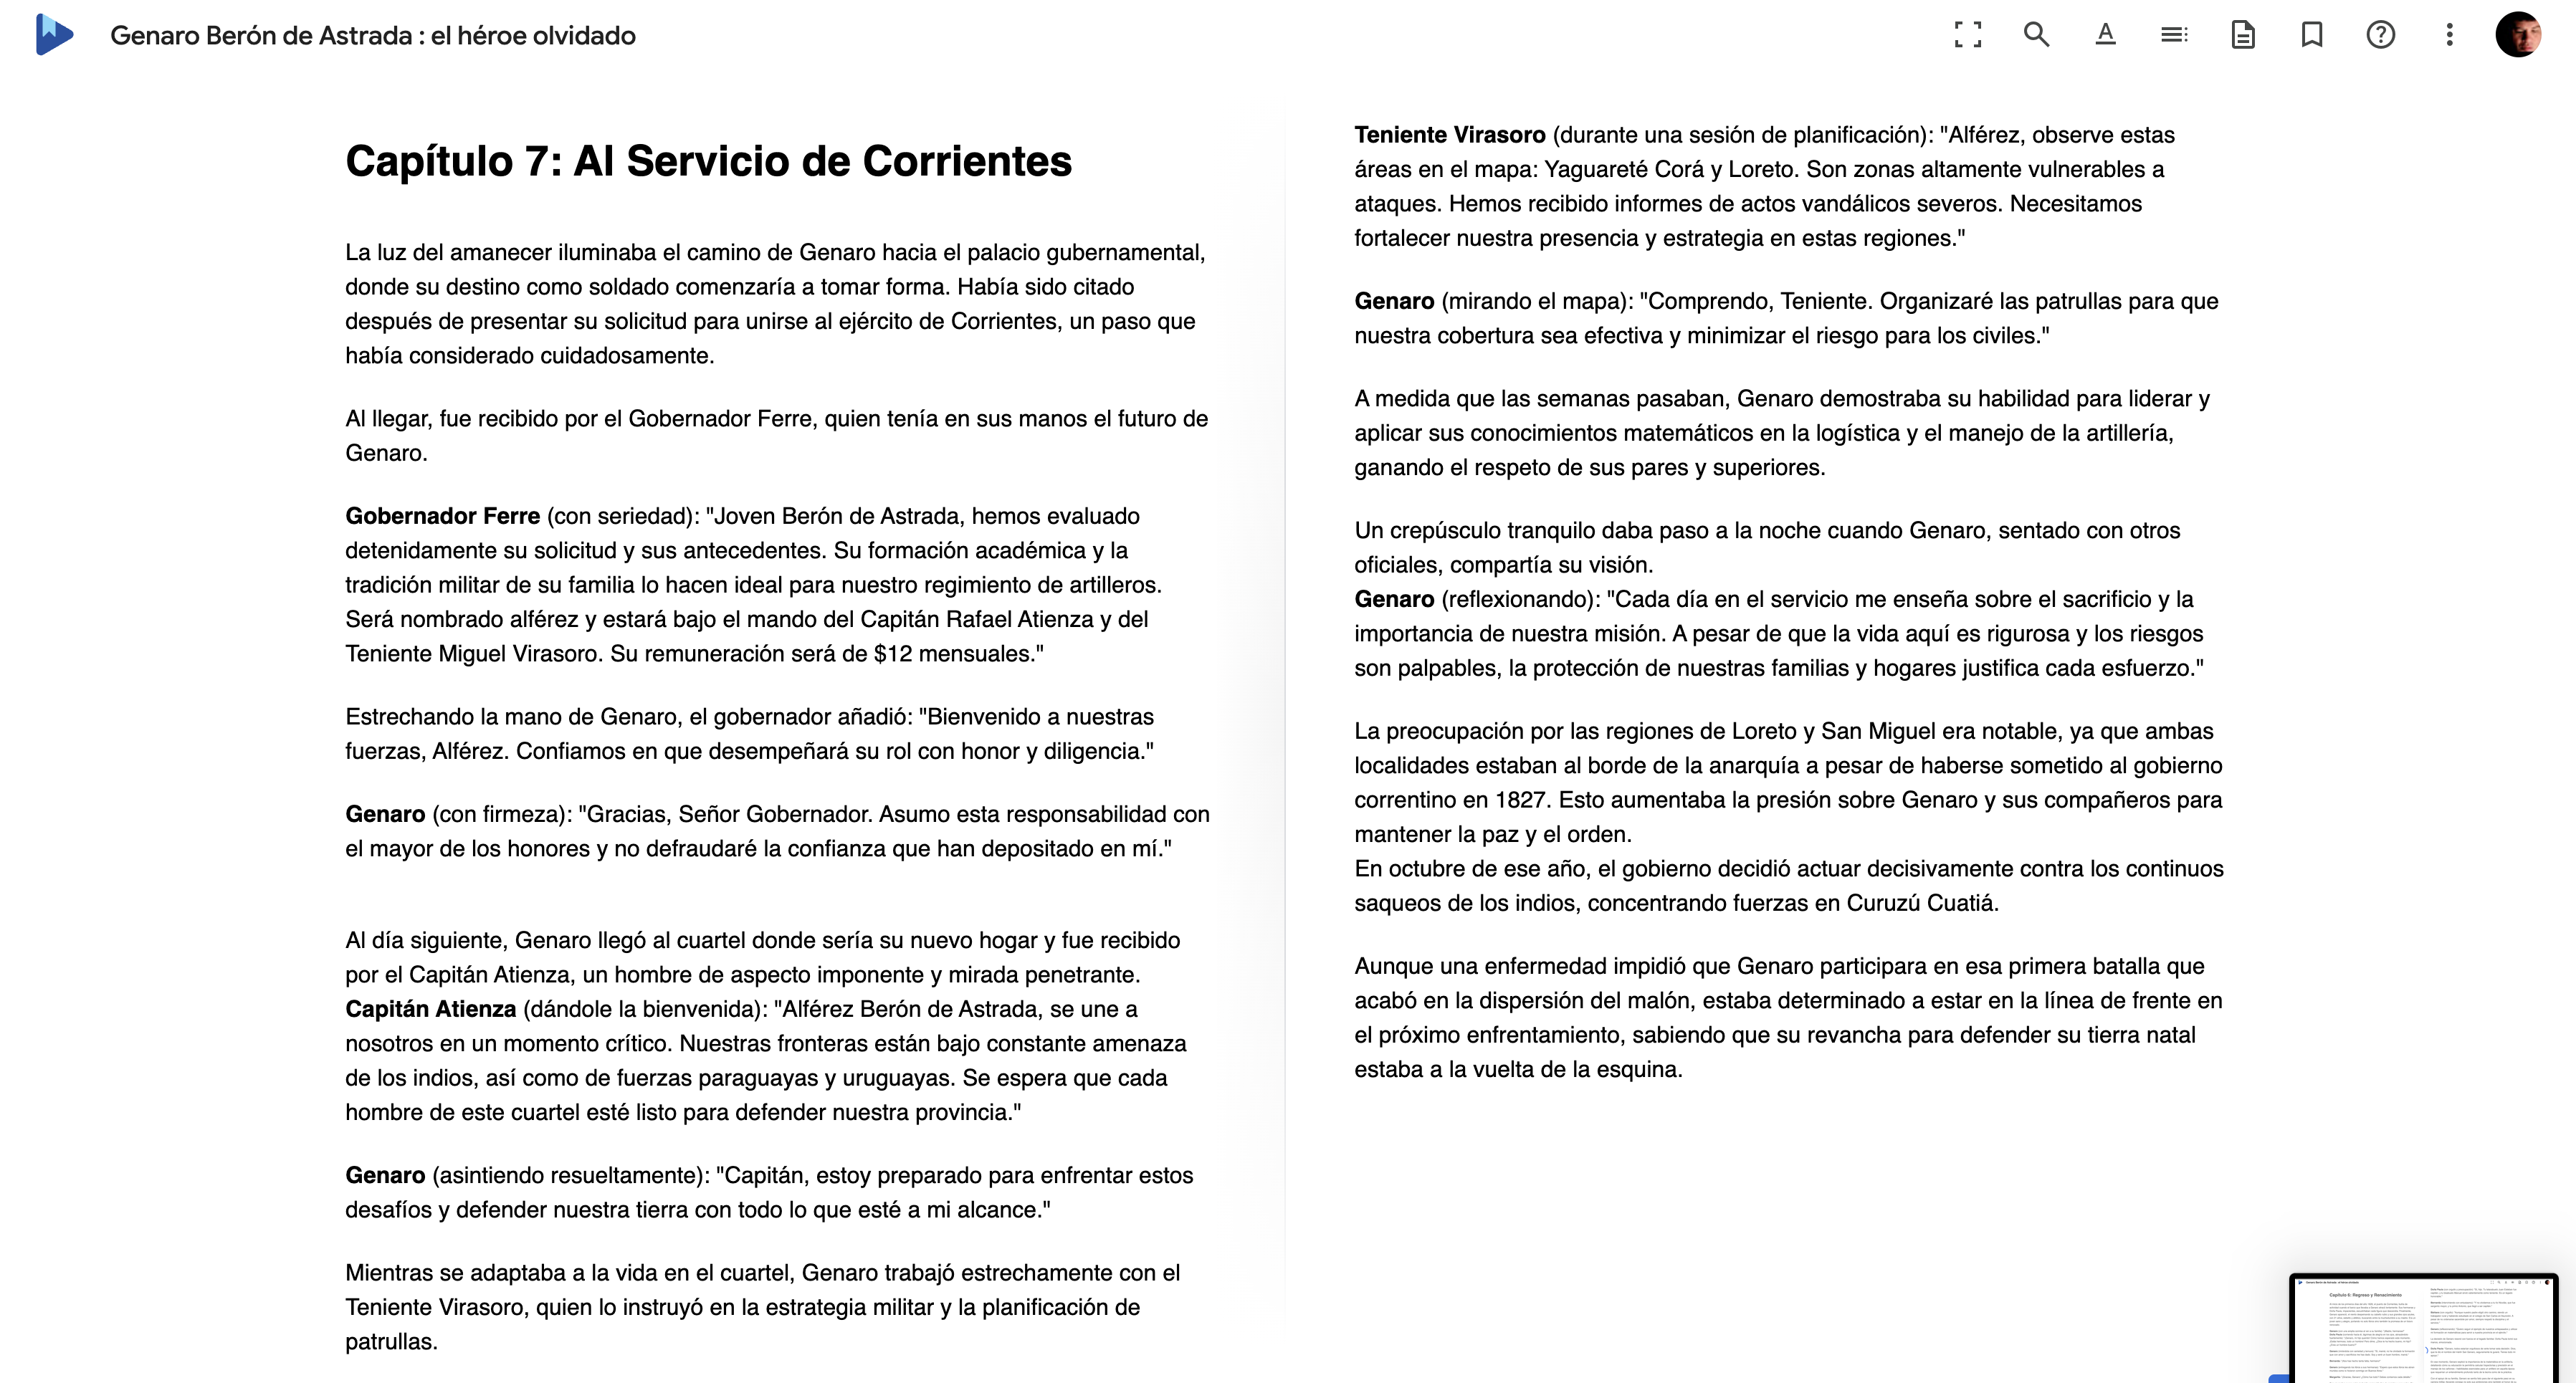 Genaro Berón de Astrada : el héroe olvidado
Capítulo 7: Al Servicio de Corrientes
La luz del amanecer iluminaba el camino de Genaro hacia el palacio gubernamental,
donde su destino como soldado comenzaría a tomar forma. Había sido citado
después de presentar su solicitud para unirse al ejército de Corrientes, un paso que
había considerado cuidadosamente.
Al llegar, fue recibido por el Gobernador Ferre, quien tenía en sus manos el futuro de
Genaro.
Gobernador Ferre (con seriedad): "Joven Berón de Astrada, hemos evaluado
detenidamente su solicitud y sus antecedentes. Su formación académica y la
tradición militar de su familia lo hacen ideal para nuestro regimiento de artilleros.
Será nombrado alférez y estará bajo el mando del Capitán Rafael Atienza y del
Teniente Miguel Virasoro. Su remuneración será de $12 mensuales."
Estrechando la mano de Genaro, el gobernador añadió: "Bienvenido a nuestras
fuerzas, Alférez. Confiamos en que desempeñará su rol con honor y diligencia."
Genaro (con firmeza): "Gracias, Señor Gobernador. Asumo esta responsabilidad con
el mayor de los honores y no defraudaré la confianza que han depositado en mí."
Al día siguiente, Genaro llegó al cuartel donde sería su nuevo hogar y fue recibido
por el Capitán Atienza, un hombre de aspecto imponente y mirada penetrante.
Capitán Atienza (dándole la bienvenida): "Alférez Berón de Astrada, se une a
nosotros en un momento crítico. Nuestras fronteras están bajo constante amenaza
de los indios, así como de fuerzas paraguayas y uruguayas. Se espera que cada
hombre de este cuartel esté listo para defender nuestra provincia."
Genaro (asintiendo resueltamente): "Capitán, estoy preparado para enfrentar estos
desafíos y defender nuestra tierra con todo lo que esté a mi alcance."
Mientras se adaptaba a la vida en el cuartel, Genaro trabajó estrechamente con el
Teniente Virasoro, quien lo instruyó en la estrategia militar y la planificación de
patrullas.
Teniente Virasoro (durante una sesión de planificación): "Alférez, observe estas
áreas en el mapa: Yaguareté Corá y Loreto. Son zonas altamente vulnerables a
ataques. Hemos recibido informes de actos vandálicos severos. Necesitamos
fortalecer nuestra presencia y estrategia en estas regiones."
Genaro (mirando el mapa): "Comprendo, Teniente. Organizaré las patrullas para que
nuestra cobertura sea efectiva y minimizar el riesgo para los civiles."
A medida que las semanas pasaban, Genaro demostraba su habilidad para liderar y
aplicar sus conocimientos matemáticos en la logística y el manejo de la artillería,
ganando el respeto de sus pares y superiores.
Un crepúsculo tranquilo daba paso a la noche cuando Genaro, sentado con otros
oficiales, compartía su visión.
Genaro (reflexionando): "Cada día en el servicio me enseña sobre el sacrificio y la
importancia de nuestra misión. A pesar de que la vida aquí es rigurosa y los riesgos
son palpables, la protección de nuestras familias y hogares justifica cada esfuerzo."
La preocupación por las regiones de Loreto y San Miguel era notable, ya que ambas
localidades estaban al borde de la anarquía a pesar de haberse sometido al gobierno
correntino en 1827. Esto aumentaba la presión sobre Genaro y sus compañeros para
mantener la paz y el orden.
En octubre de ese año, el gobierno decidió actuar decisivamente contra los continuos
saqueos de los indios, concentrando fuerzas en Curuzú Cuatiá.
Aunque una enfermedad impidió que Genaro participara en esa primera batalla que
acabó en la dispersión del malón, estaba determinado a estar en la línea de frente en
el próximo enfrentamiento, sabiendo que su revancha para defender su tierra natal
estaba a la vuelta de la esquina.
Capítulo 6: Regreso y Renacimiento